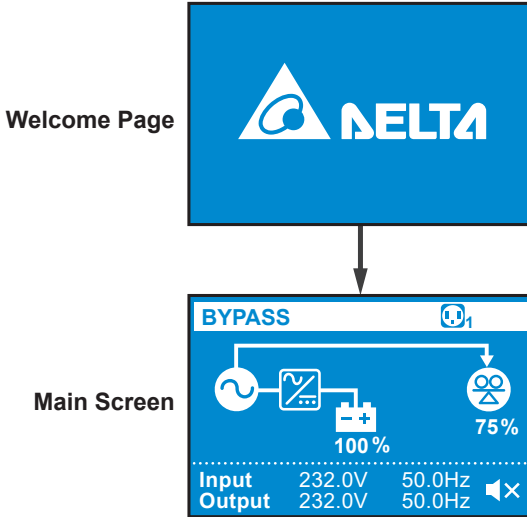 Welcome Page
DELTA
BYPASS 1
75%
100%
Main Screen
Input 232.0V 50.0Hz
Output 232.0V 50.0Hz